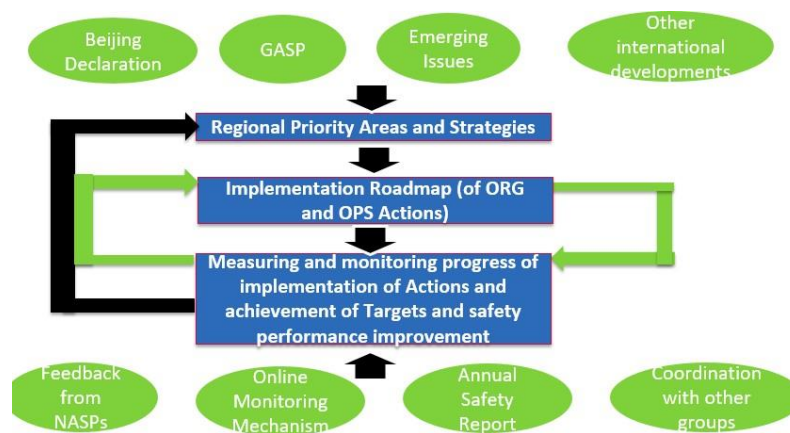 Beijing
Declaration
GASP
Emerging
Issues
Other
international
developments
Regional Priority Areas and Strategies
Implementation Roadmap (of ORG
and OPS Actions)
Measuring and monitoring progress of
implementation of Actions and
achievement of Targets and safety
performance improvement
Feedback
from
NASPs
Online
Monitoring
Mechanism
Annual
Safety
Report
Coordination
with other
groups